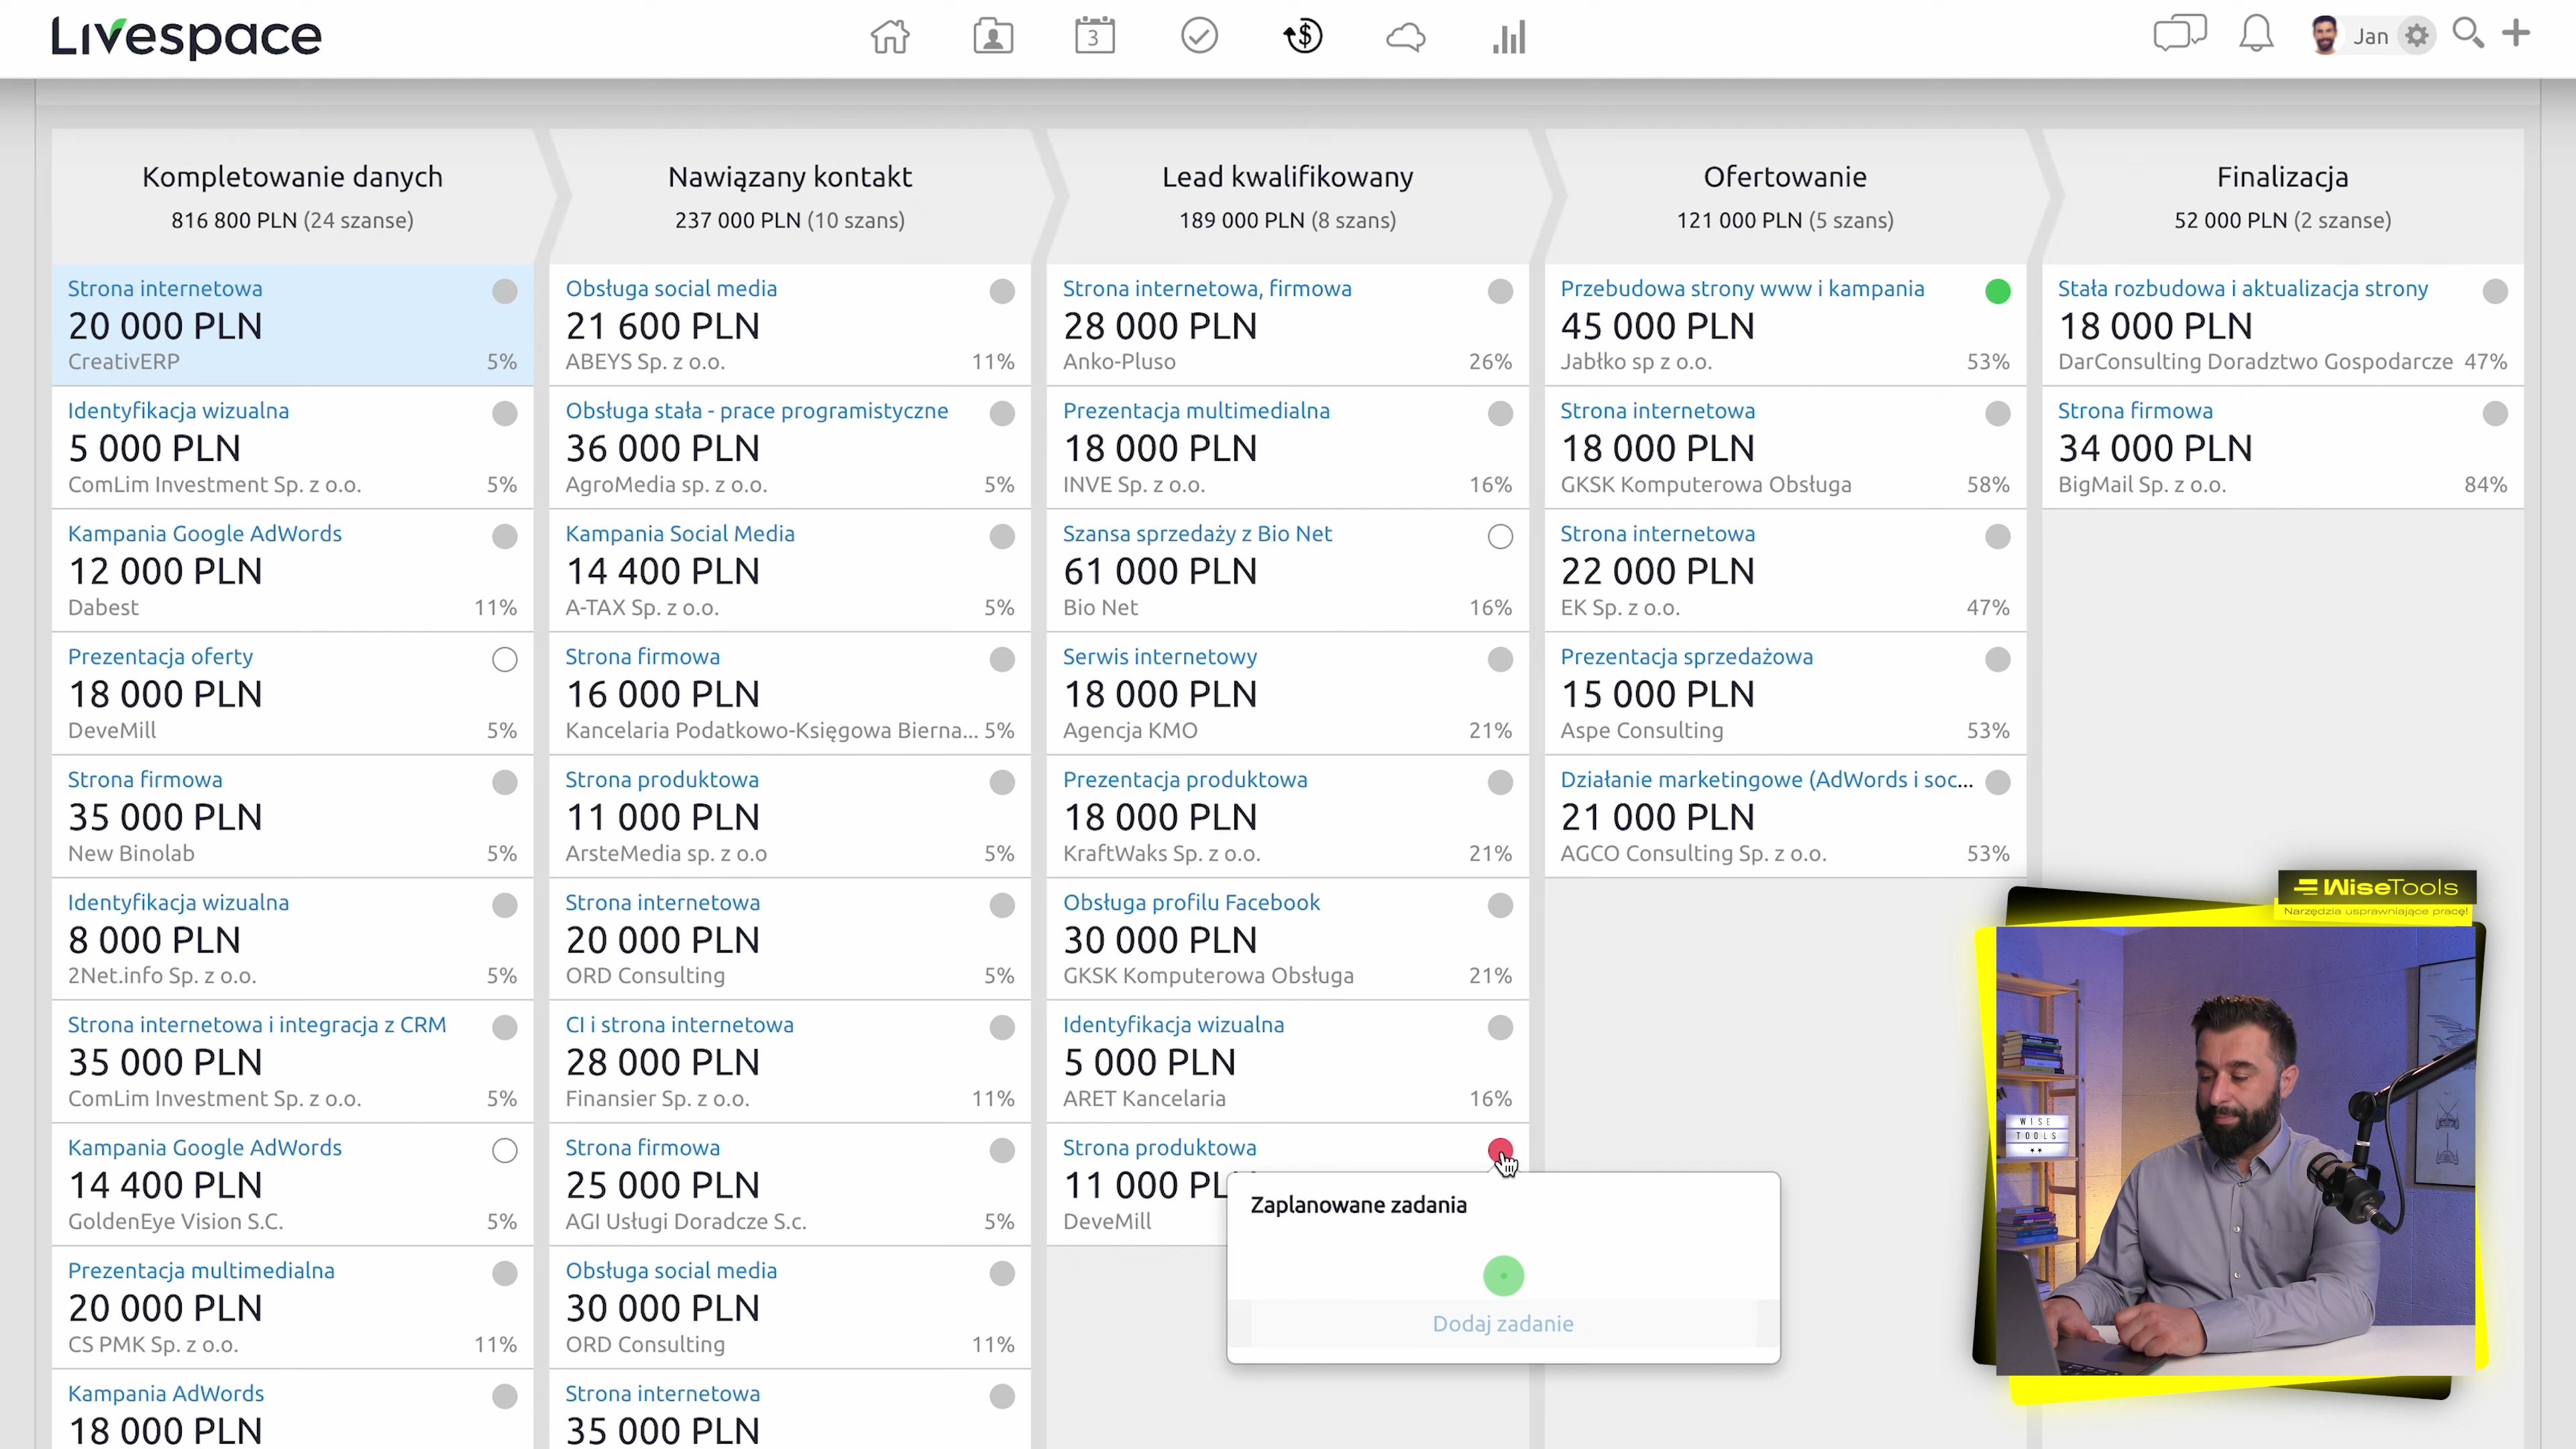 Livespace
3
Jan
Kompletowanie danych
816 800 PLN (24 szanse)
Strona internetowa
20 000 PLN
CreativERP 5%
Identyfikacja wizualna
5 000 PLN
ComLim Investment Sp. z o.o. 5%
Kampania Google AdWords
12 000 PLN
Dabest 11%
Prezentacja oferty
18 000 PLN
DeveMill 5%
Strona firmowa
35 000 PLN
New Binolab 5%
Identyfikacja wizualna
8 000 PLN
2Net.info Sp. z o.o. 5%
Strona internetowa i integracja z CRM
35 000 PLN
ComLim Investment Sp. z o.o. 5%
Kampania Google AdWords
14 400 PLN
GoldenEye Vision S.C. 5%
Prezentacja multimedialna
20 000 PLN
CS PMK Sp. z o.o. 11%
Kampania AdWords
18 000 PLN
Nawiązany kontakt
237 000 PLN (10 szans)
Obsługa social media
21 600 PLN
ABEYS Sp. z o.o. 11%
Obsługa stała - prace programistyczne
36 000 PLN
AgroMedia sp. z o.o. 5%
Kampania Social Media
14 400 PLN
A-TAX Sp. z o.o. 5%
Strona firmowa
16 000 PLN
Kancelaria Podatkowo-Księgowa Bierna... 5%
Strona produktowa
11 000 PLN
ArsteMedia sp. z o.o 5%
Strona internetowa
20 000 PLN
ORD Consulting 5%
CI i strona internetowa
28 000 PLN
Finansier Sp. z o.o. 11%
Strona firmowa
25 000 PLN
AGI Usługi Doradcze S.c. 5%
Obsługa social media
30 000 PLN
ORD Consulting 11%
Strona internetowa
35 000 PLN
Lead kwalifikowany
189 000 PLN (8 szans)
Strona internetowa, firmowa
28 000 PLN
Anko-Pluso 26%
Prezentacja multimedialna
18 000 PLN
INVE Sp. z o.o. 16%
Szansa sprzedaży z Bio Net
61 000 PLN
Bio Net 16%
Serwis internetowy
18 000 PLN
Agencja KMO 21%
Prezentacja produktowa
18 000 PLN
KraftWaks Sp. z o.o. 21%
Obsługa profilu Facebook
30 000 PLN
GKSK Komputerowa Obsługa 21%
Identyfikacja wizualna
5 000 PLN
ARET Kancelaria 16%
Strona produktowa
11 000 PL
DeveMill
Zaplanowane zadania
Dodaj zadanie
Ofertowanie
121 000 PLN (5 szans)
Przebudowa strony www i kampania
45 000 PLN
Jabłko sp z o.o. 53%
Strona internetowa
18 000 PLN
GKSK Komputerowa Obsługa 58%
Strona internetowa
22 000 PLN
EK Sp. z o.o. 47%
Prezentacja sprzedażowa
15 000 PLN
Aspe Consulting 53%
Działanie marketingowe (AdWords i soc...
21 000 PLN
AGCO Consulting Sp. z o.o. 53%
Finalizacja
52 000 PLN (2 szanse)
Stała rozbudowa i aktualizacja strony
18 000 PLN
DarConsulting Doradztwo Gospodarcze 47%
Strona firmowa
34 000 PLN
BigMail Sp. z o.o. 84%
WiseTools
Narzędzia usprawniające pracę!
WISE
TOOLS